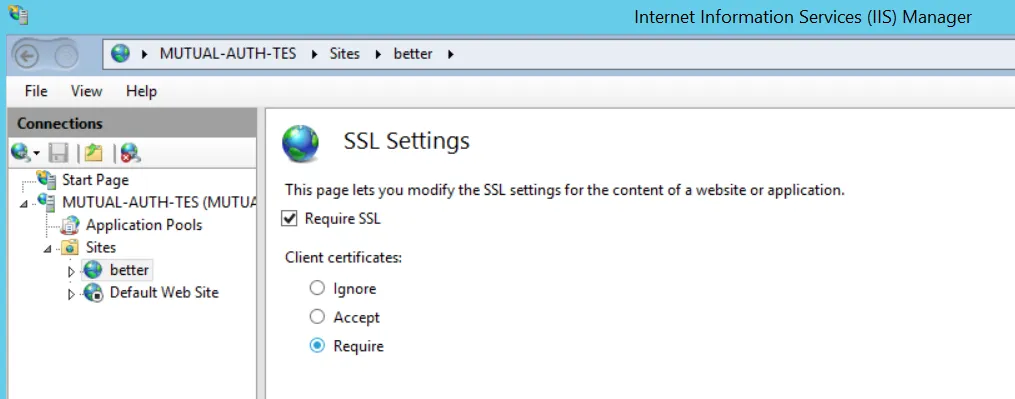 Internet Information Services (IIS) Manager
MUTUAL-AUTH-TES Sites better
File View Help
Connections
Start Page
MUTUAL-AUTH-TES (MUTUA
Application Pools
Sites
better
Default Web Site
SSL Settings
This page lets you modify the SSL settings for the content of a website or application.
Require SSL
Client certificates:
Ignore
Accept
Require